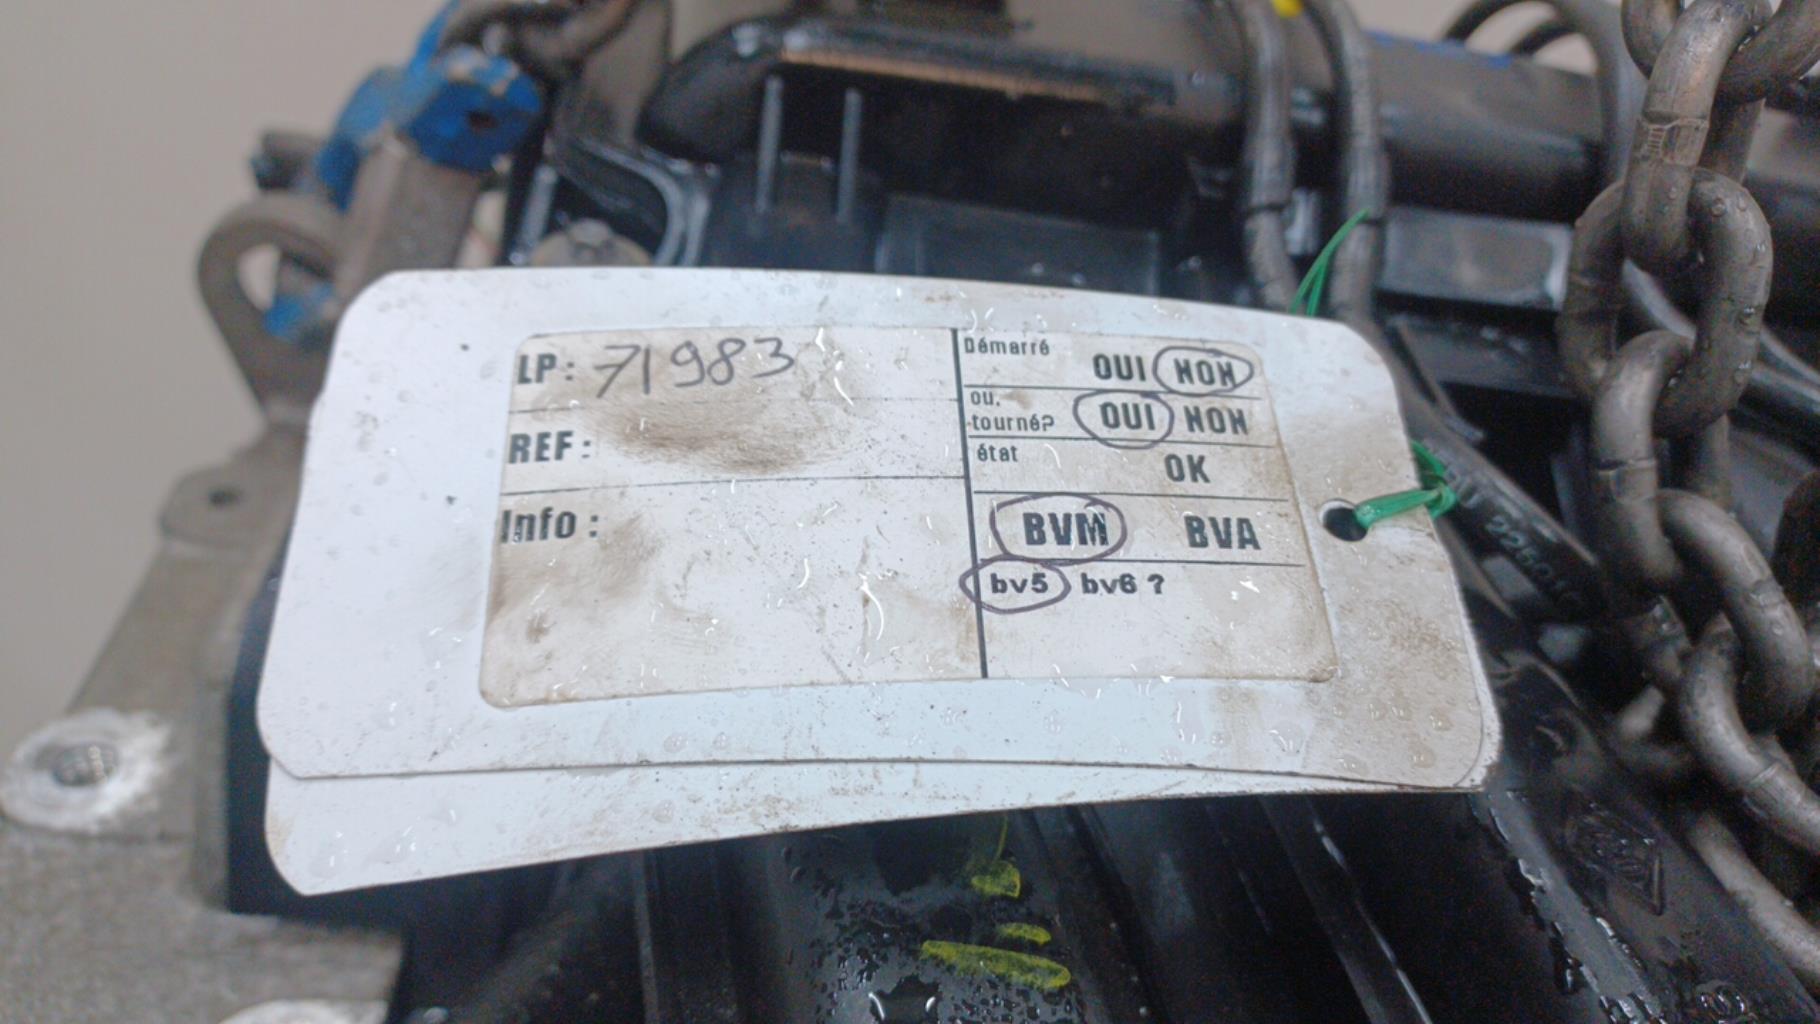 LP : 71983
REF :
Info :
Démarré
OUI NON
ou,
tourné? OUI NON
état
OK
BVM BVA
bv5 bv6 ?